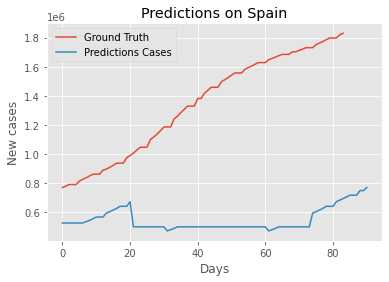 Predictions on Spain
1e6
Ground Truth
Predictions Cases
1.8
1.6
1.4
1.2
1.0
0.8
0.6
New cases
0 20 40 60 80
Days